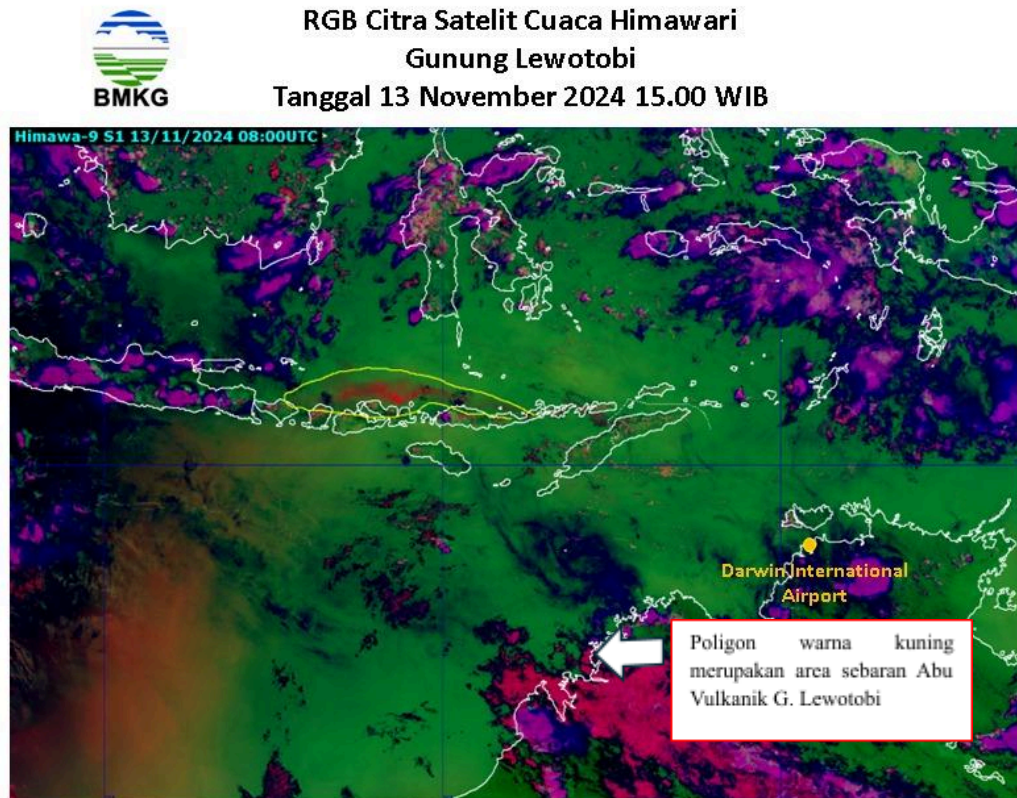 RGB Citra Satelit Cuaca Himawari
Gunung Lewotobi
Tanggal 13 November 2024 15.00 WIB
BMKG
Himawa-9 S1 13/11/2024 08:00UTC
Darwin International
Airport
Poligon warna kuning
merupakan area sebaran Abu
Vulkanik G. Lewotobi